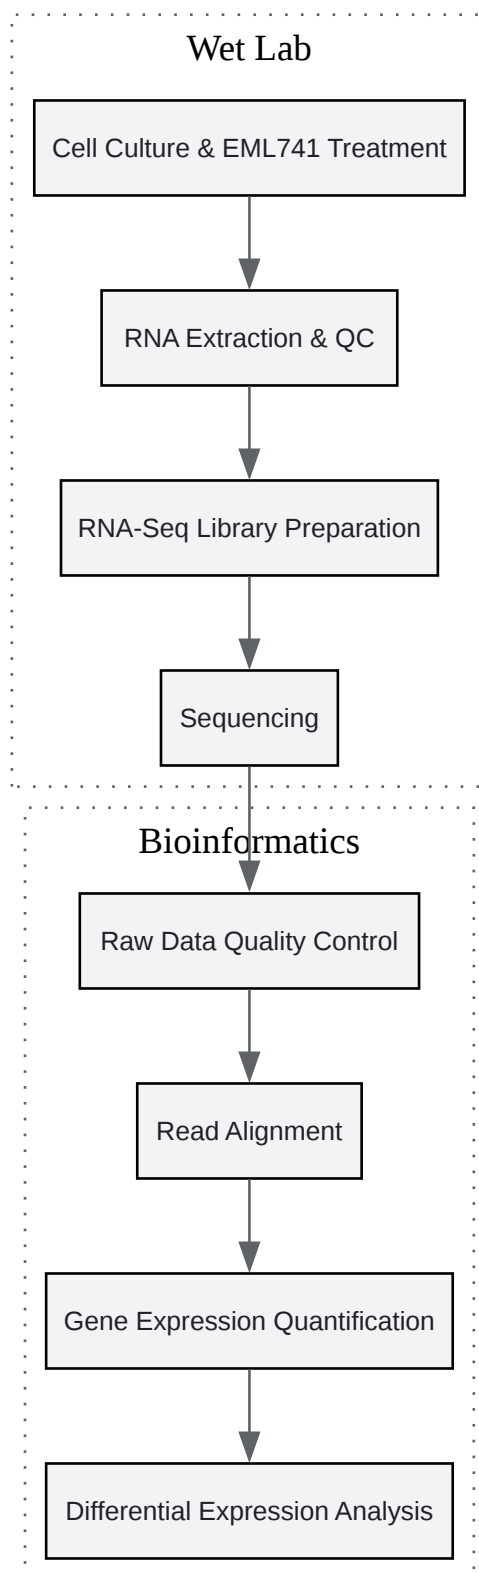 Wet Lab
Cell Culture & EML741 Treatment
RNA Extraction & QC
RNA-Seq Library Preparation
Sequencing
Bioinformatics
Raw Data Quality Control
Read Alignment
Gene Expression Quantification
Differential Expression Analysis